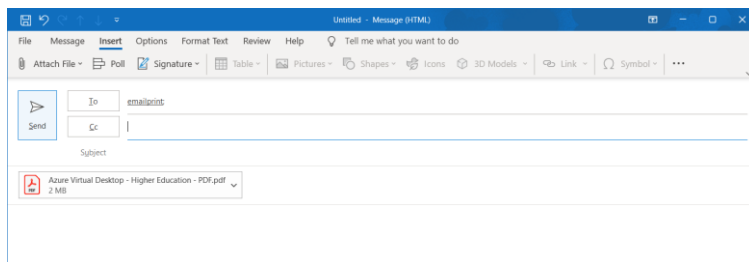 Untitled - Message (HTML)
File Message Insert Options Format Text Review Help Tell me what you want to do
Attach File Poll Signature Table Pictures Shapes Icons 3D Models Link Symbol ...
To emailprint;
Send Cc
Subject
Azure Virtual Desktop - Higher Education - PDF.pdf
PDF 2 MB